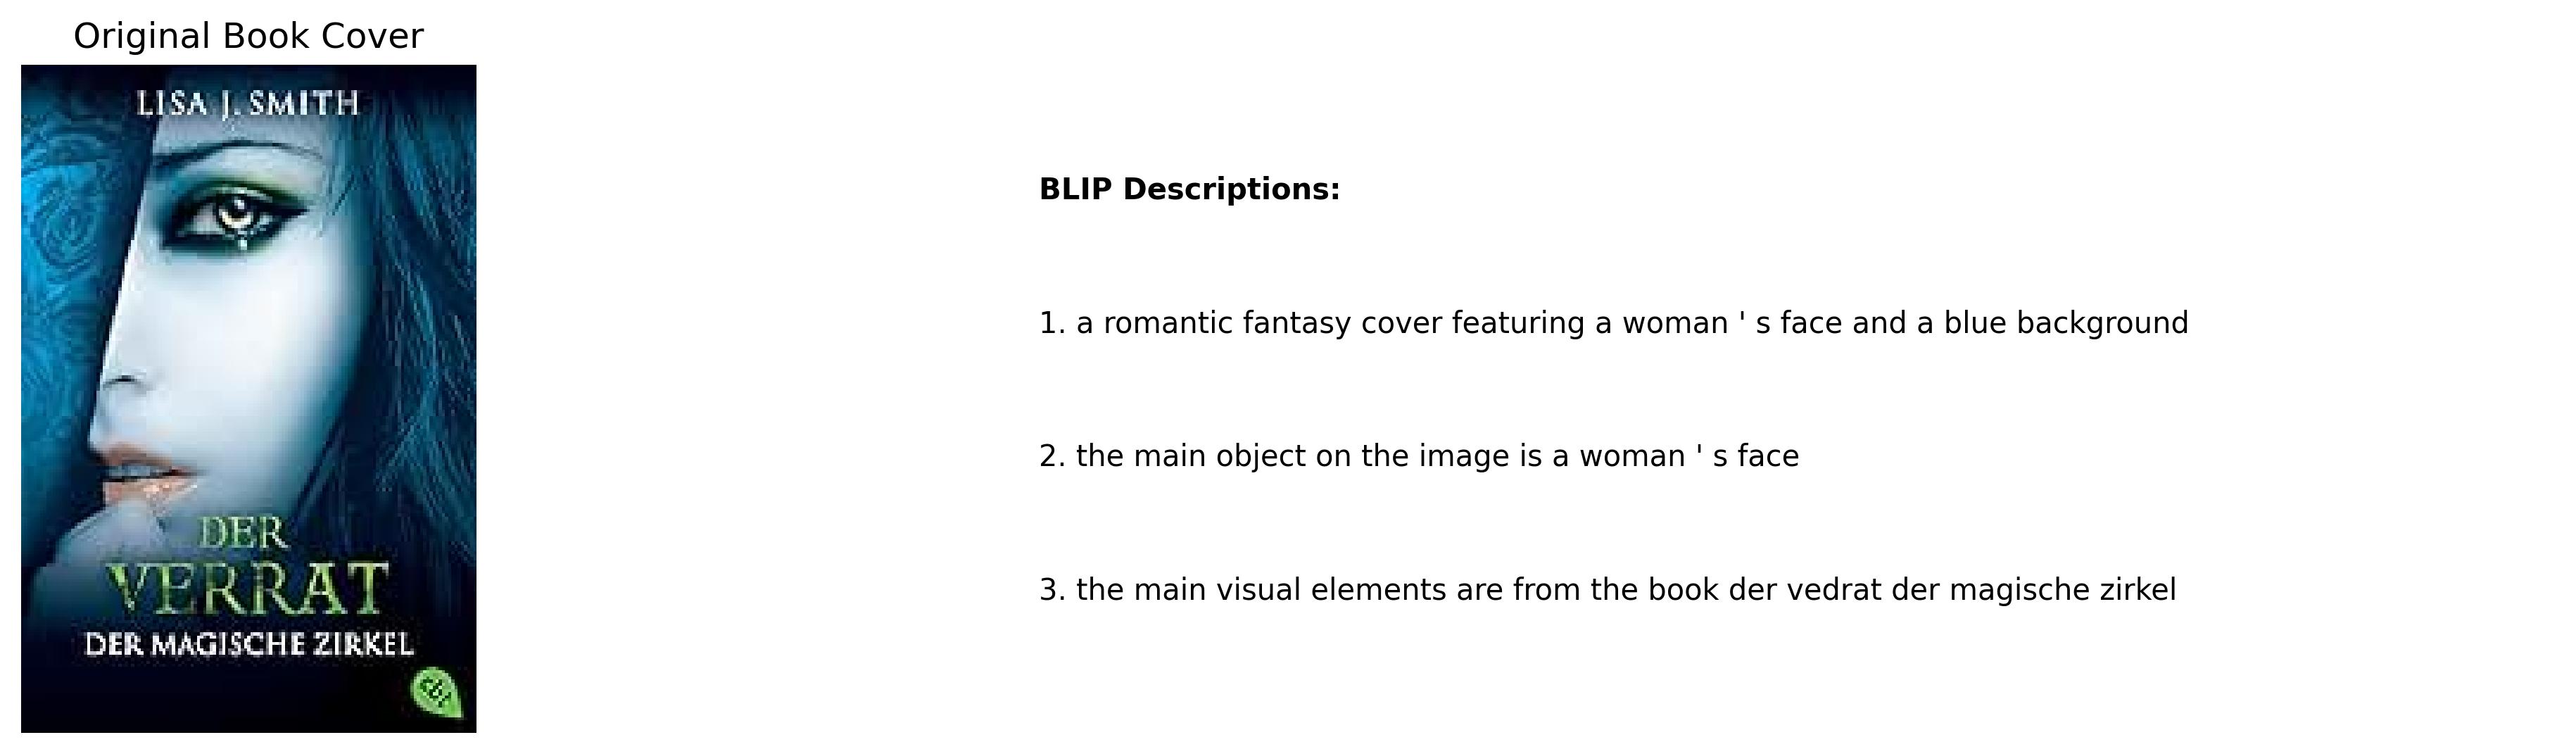 Original Book Cover
LISA J. SMITH
DER
VERRAT
DER MAGISCHE ZIRKEL
cbt
BLIP Descriptions:
1. a romantic fantasy cover featuring a woman ' s face and a blue background
2. the main object on the image is a woman ' s face
3. the main visual elements are from the book der vedrat der magische zirkel